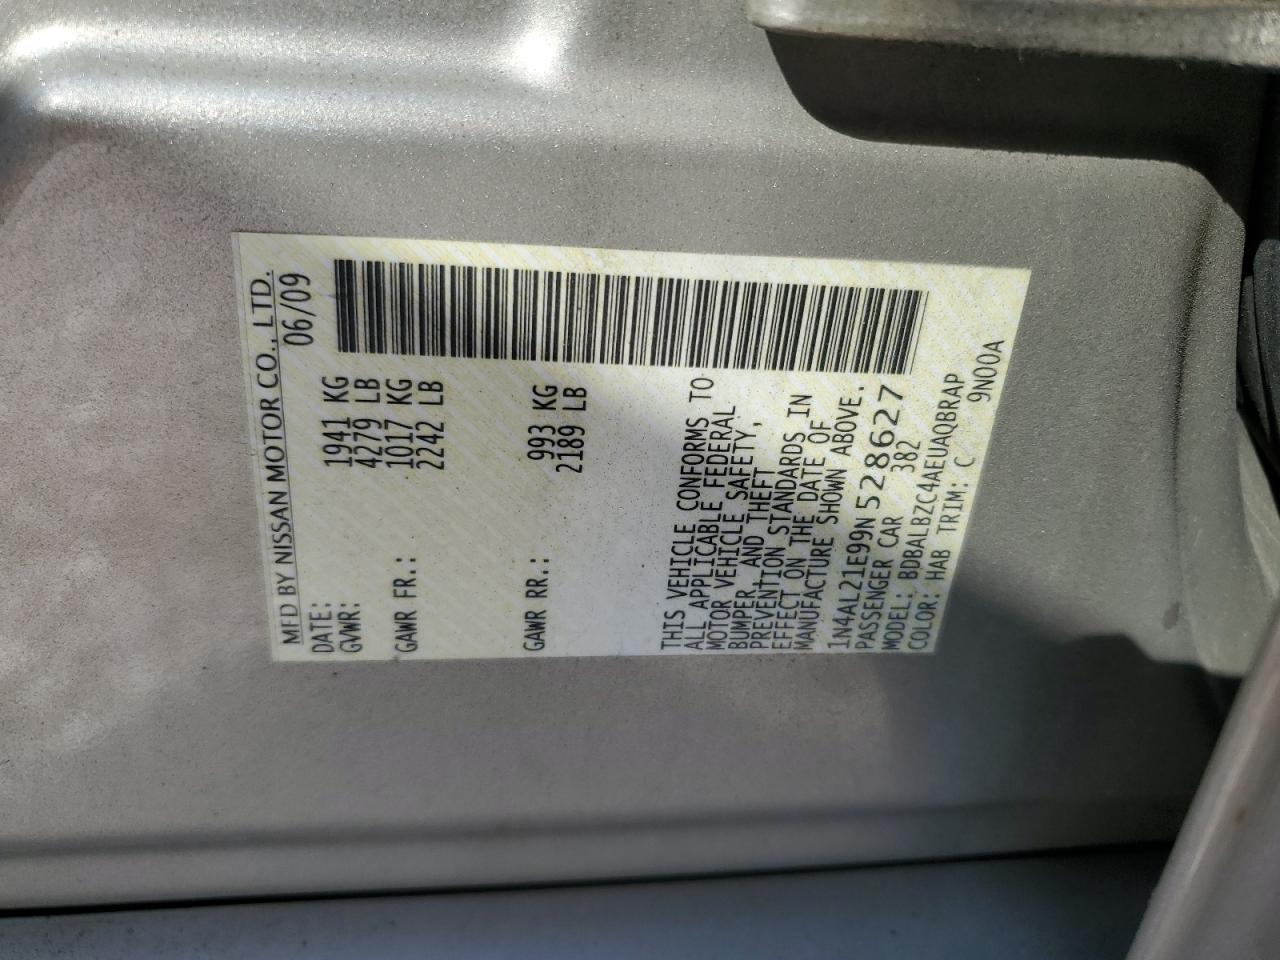 MFD BY NISSAN MOTOR CO., LTD.
DATE: 06/09
GVWR: 1941 KG
4279 LB
GAWR FR.: 1017 KG
2242 LB
GAWR RR.: 993 KG
2189 LB
THIS VEHICLE CONFORMS TO
ALL APPLICABLE FEDERAL
MOTOR VEHICLE SAFETY,
BUMPER, AND THEFT
PREVENTION STANDARDS IN
EFFECT ON THE DATE OF
MANUFACTURE SHOWN ABOVE.
1N4AL21E99N528627
PASSENGER CAR 382
MODEL: BDBALBZC4AEUAQBRAP
COLOR: HAB TRIM: C 9N00A